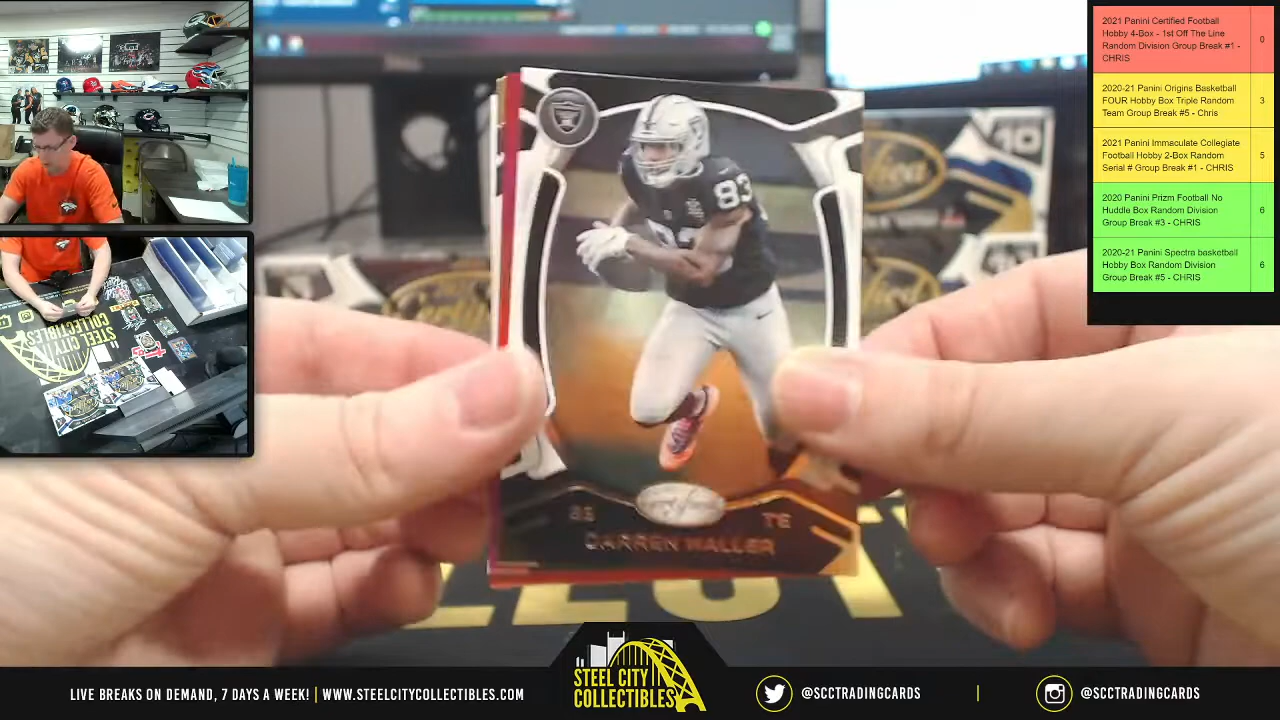 2021 Panini Certified Football
Hobby 4-Box - 1st Off The Line
Random Division Group Break #1 -
CHRIS
0
2020-21 Panini Origins Basketball
FOUR Hobby Box Triple Random
Team Group Break #5 - Chris
3
2021 Panini Immaculate Collegiate
Football Hobby 2-Box Random
Serial # Group Break #1 - CHRIS
5
2020 Panini Prizm Football No
Huddle Box Random Division
Group Break #3 - CHRIS
6
2020-21 Panini Spectra basketball
Hobby Box Random Division
Group Break #5 - CHRIS
6
83
TE
DARREN WALLER
STEEL CITY
COLLECTIBLES
LIVE BREAKS ON DEMAND, 7 DAYS A WEEK! | WWW.STEELCITYCOLLECTIBLES.COM
STEEL CITY
COLLECTIBLES
@SCCTRADINGCARDS | @SCCTRADINGCARDS